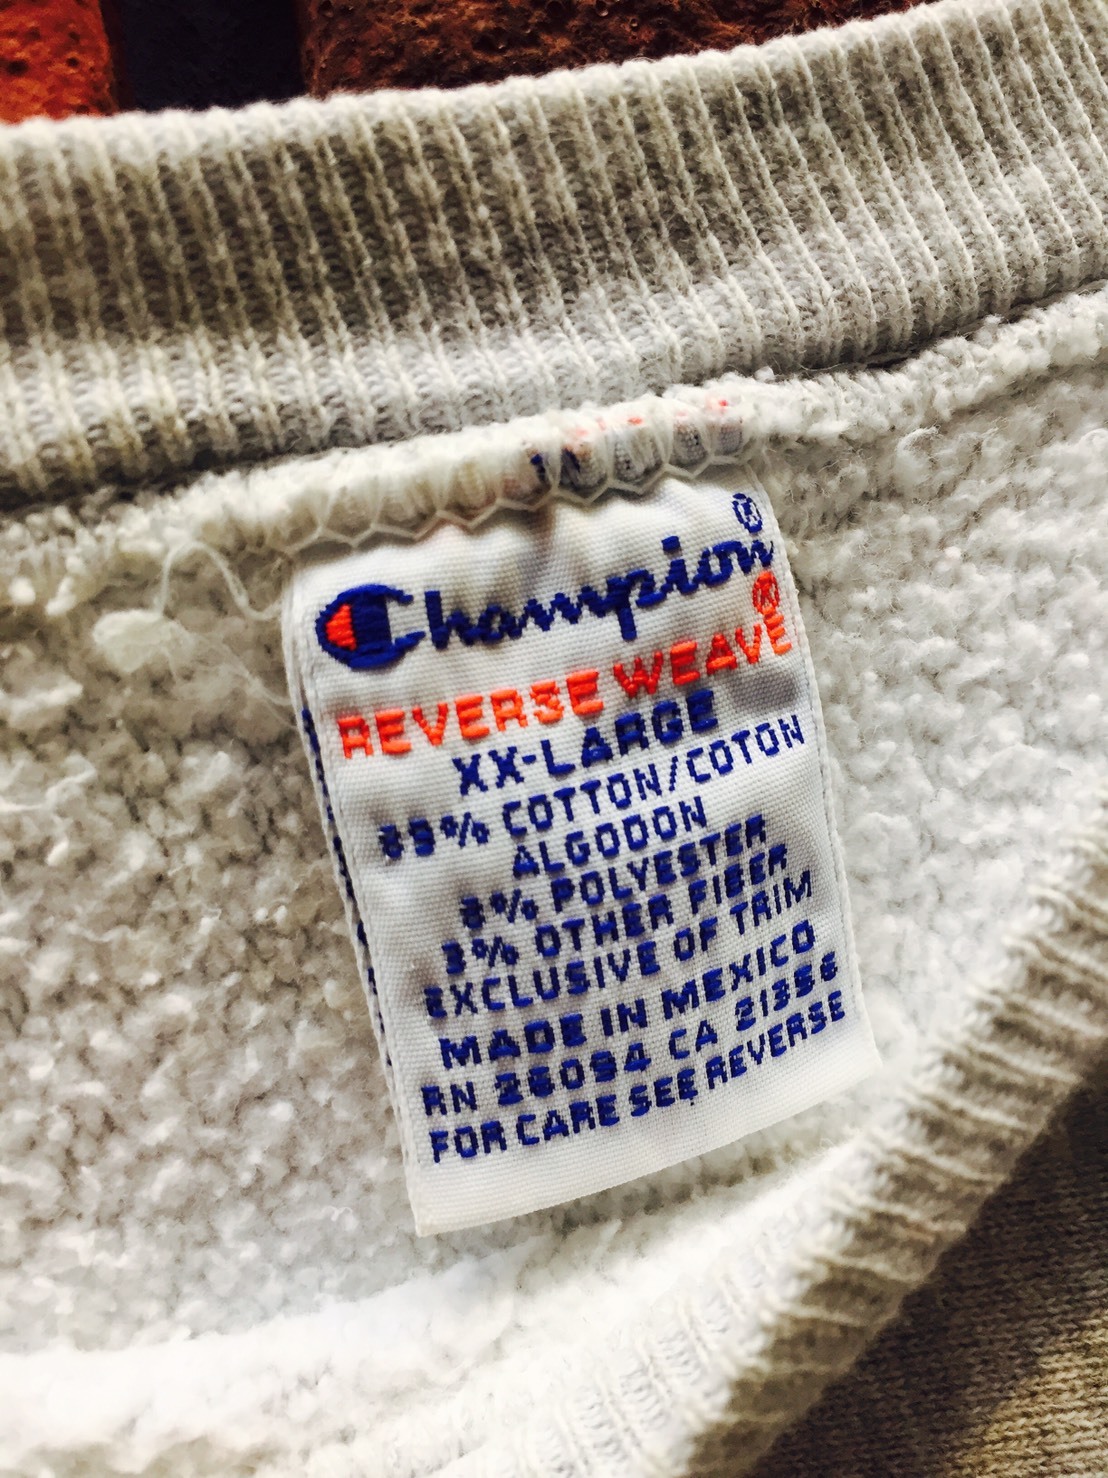 Champion®
REVERSE WEAVE®
XX-LARGE
89% COTTON/COTON
ALGODON
8% POLYESTER
3% OTHER FIBER
EXCLUSIVE OF TRIM
MADE IN MEXICO
RN 26094 CA 21356
FOR CARE SEE REVERSE